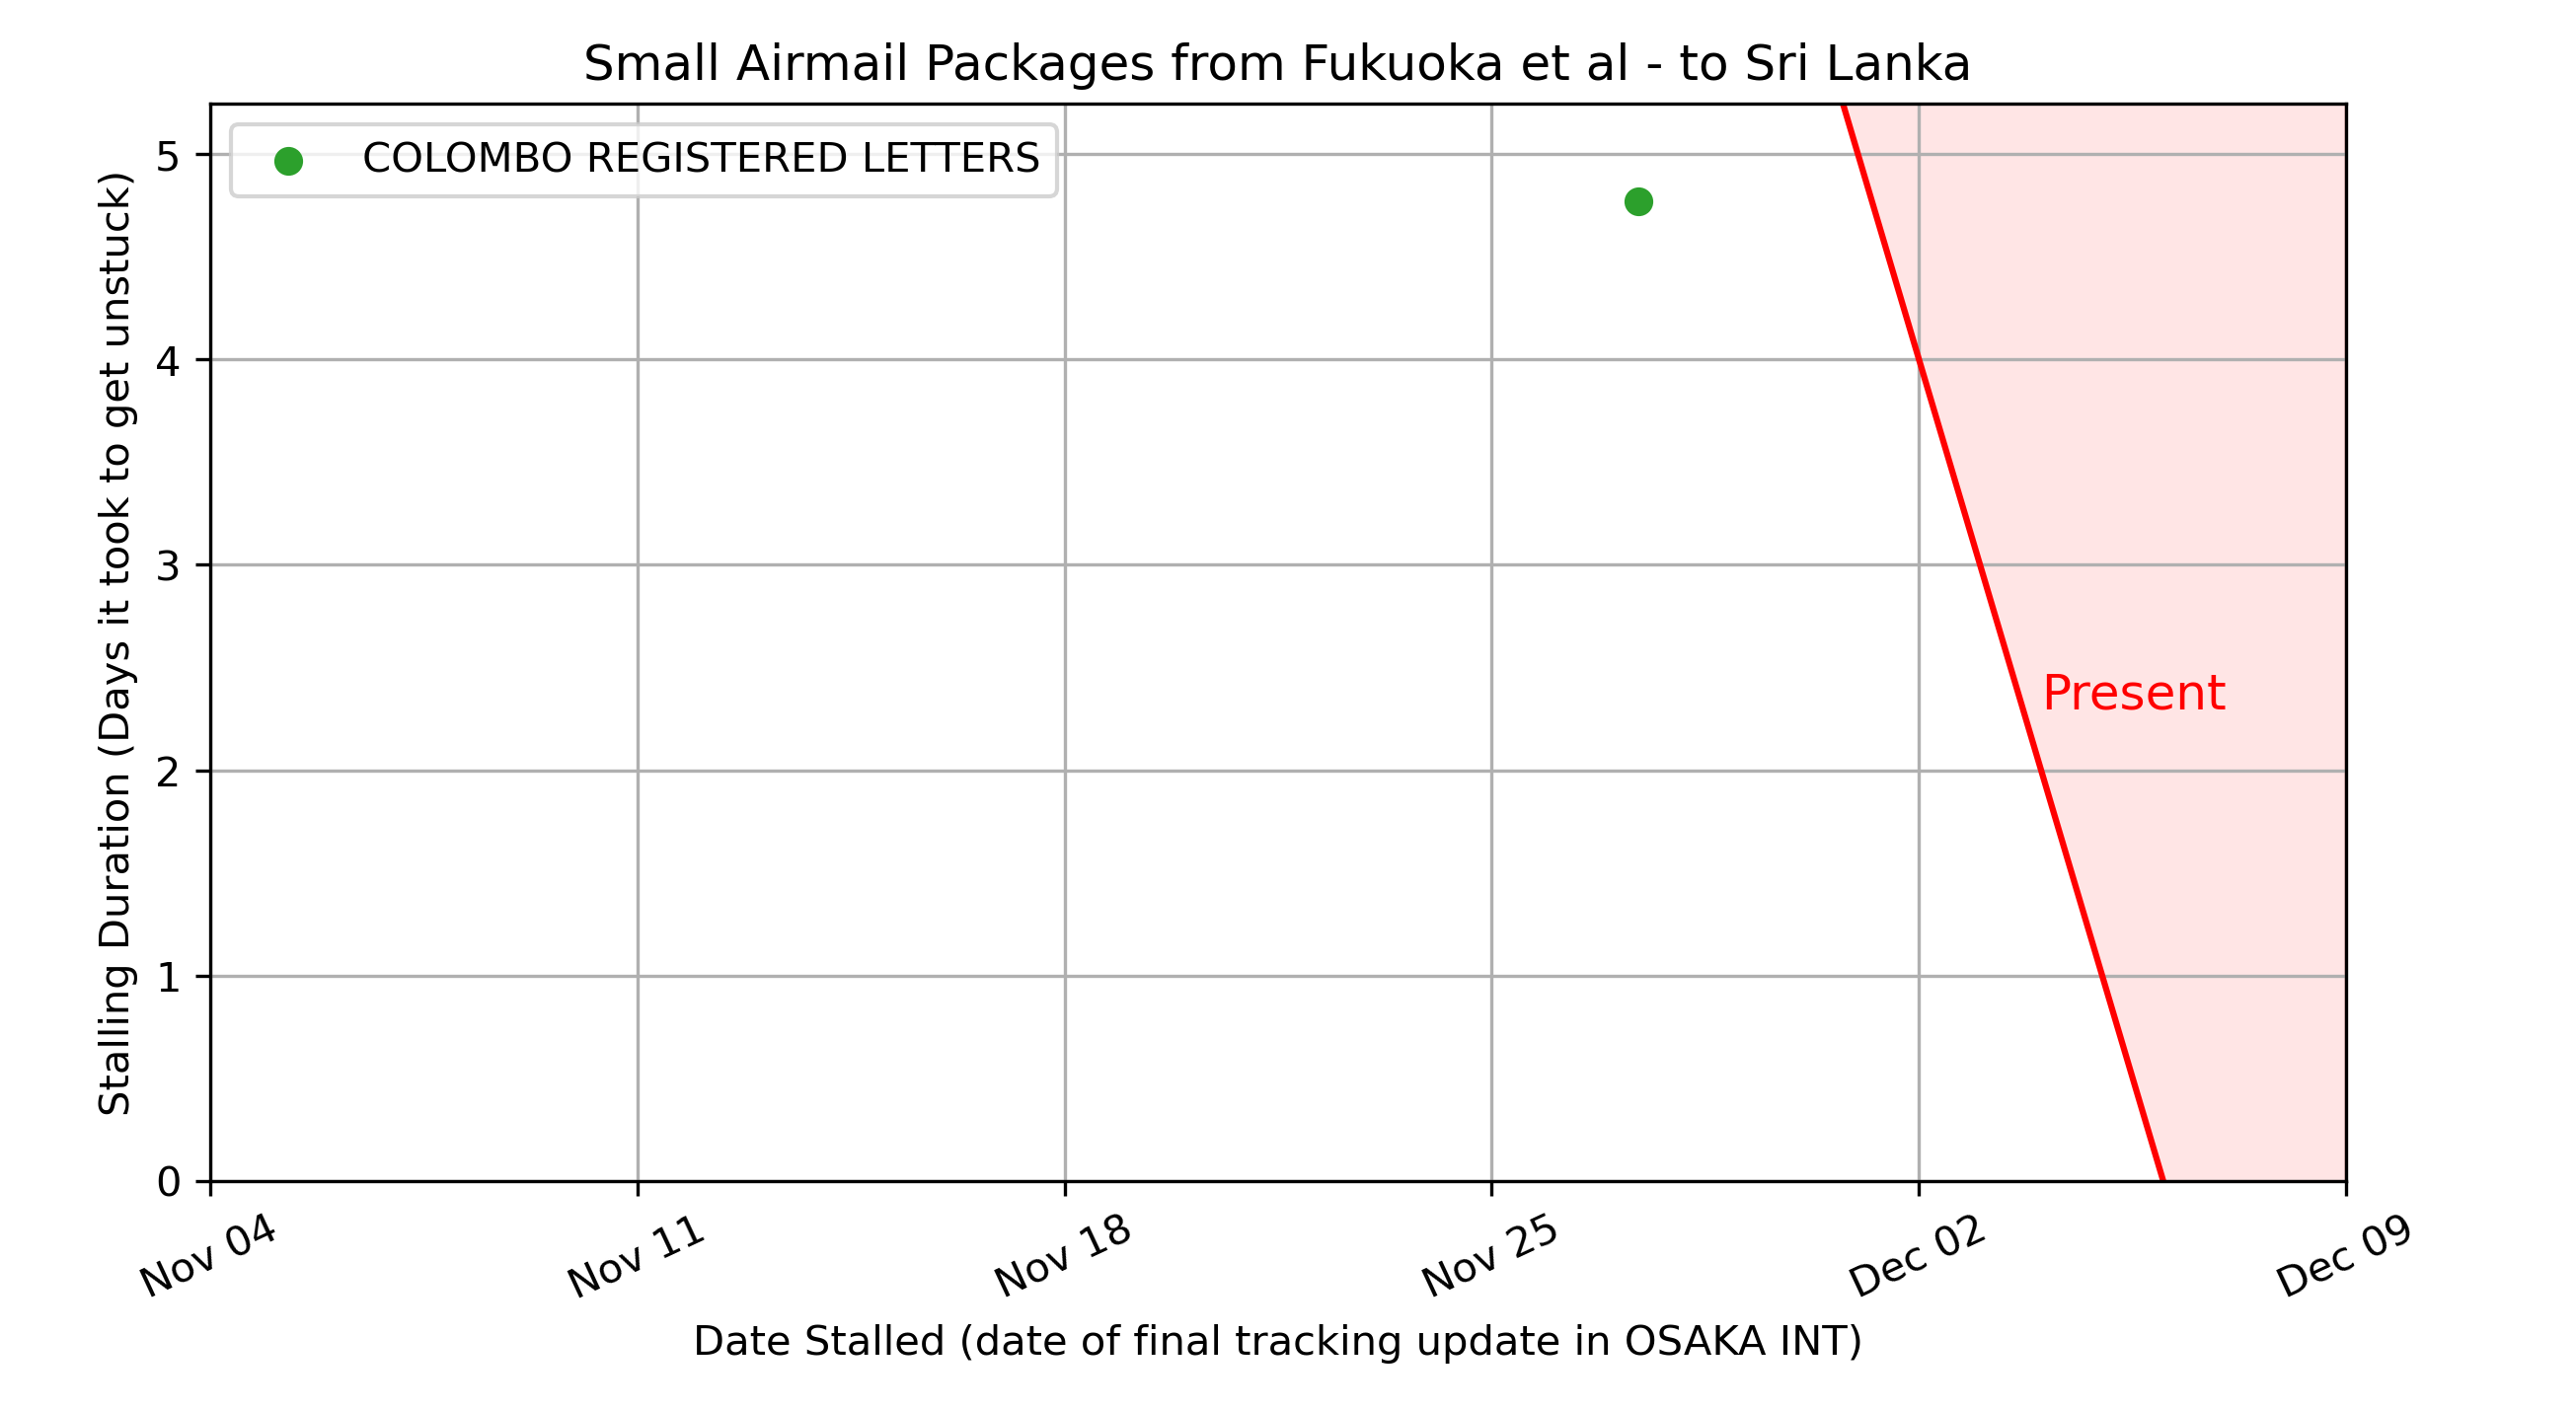 Small Airmail Packages from Fukuoka et al - to Sri Lanka
COLOMBO REGISTERED LETTERS
Stalling Duration (Days it took to get unstuck)
5
4
3
2
1
0
Present
Nov 04
Nov 11
Nov 18
Nov 25
Dec 02
Dec 09
Date Stalled (date of final tracking update in OSAKA INT)